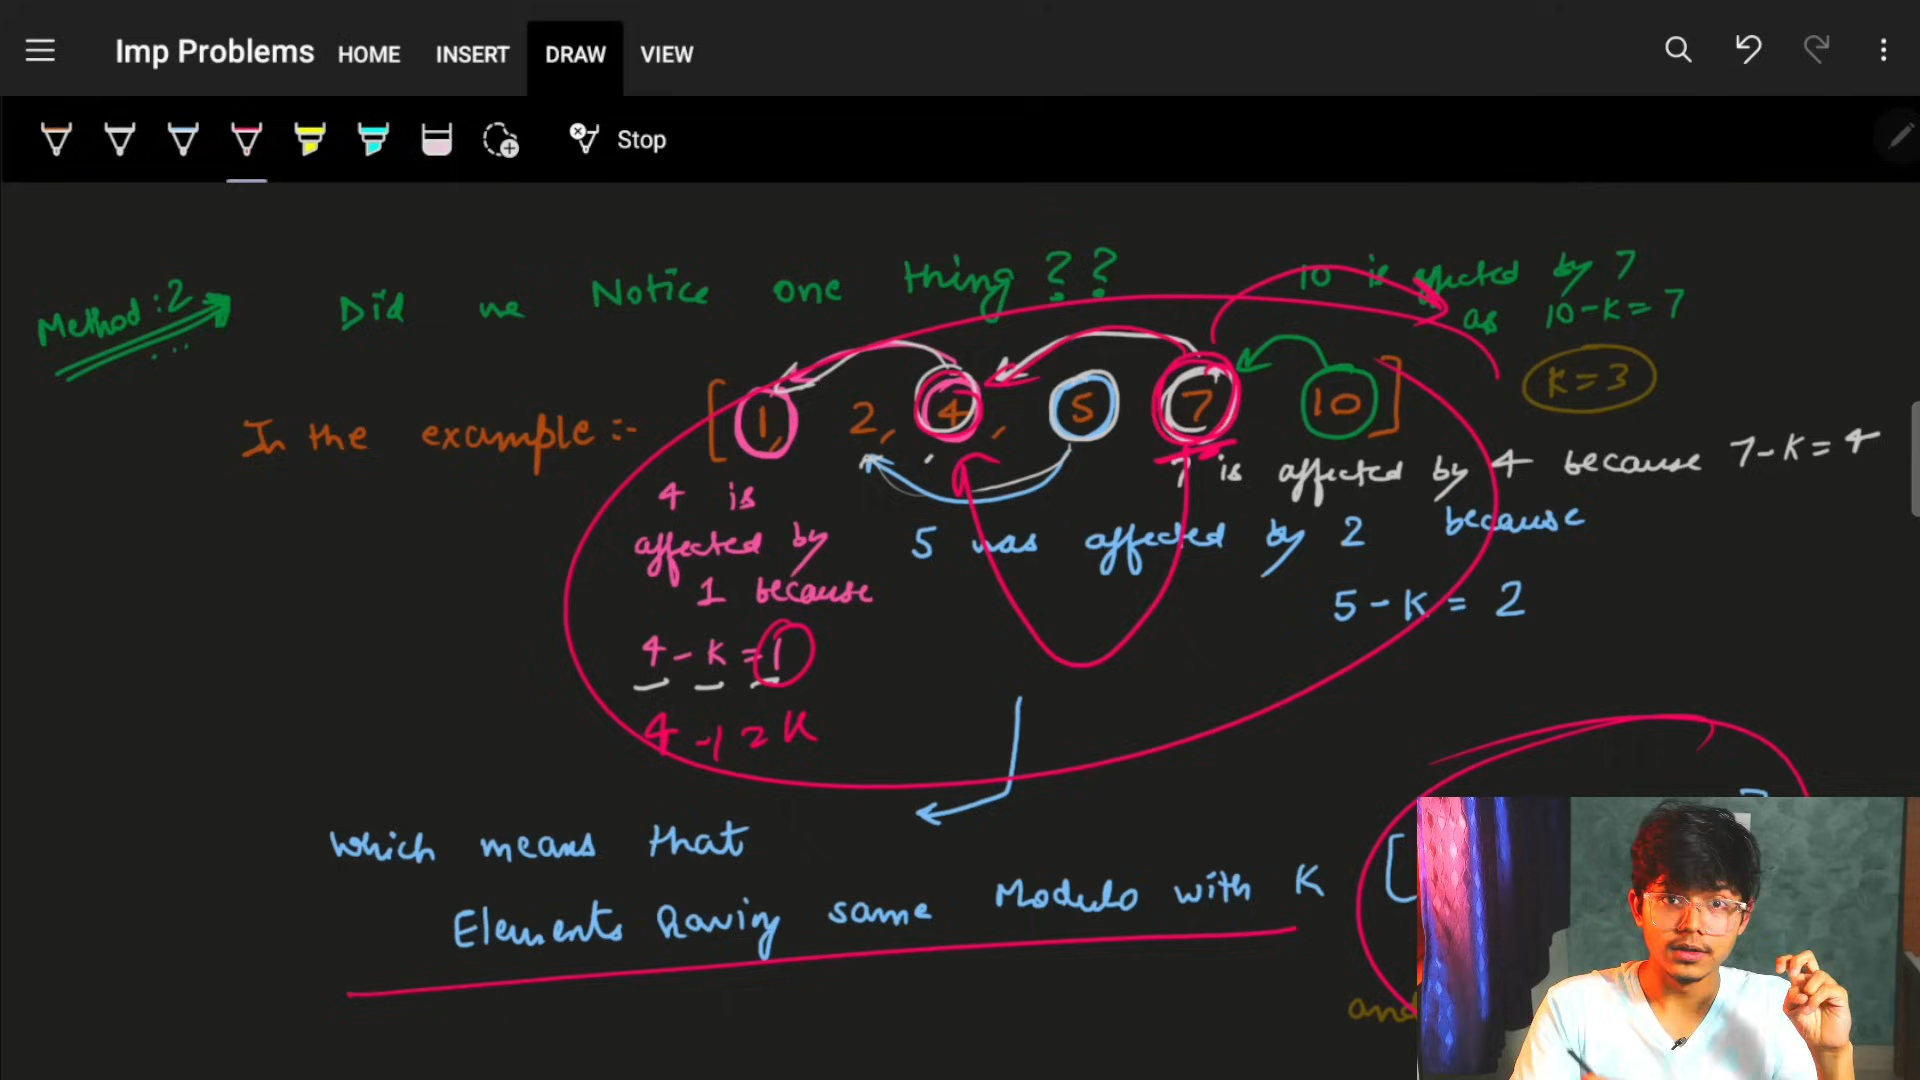 Imp Problems HOME INSERT DRAW VIEW
Stop
Method:2 Did we Notice one thing ??
10 is affected by 7
as 10-K=7
K=3
In the example:- [1, 2, 4, 5 7 10]
7 is affected by 4 because 7-K=4
4 is
affected by
1 because
4-K=1
4-1=K
5 was affected by 2 because
5-K=2
which means that
Elements having same Modulo with K [
and